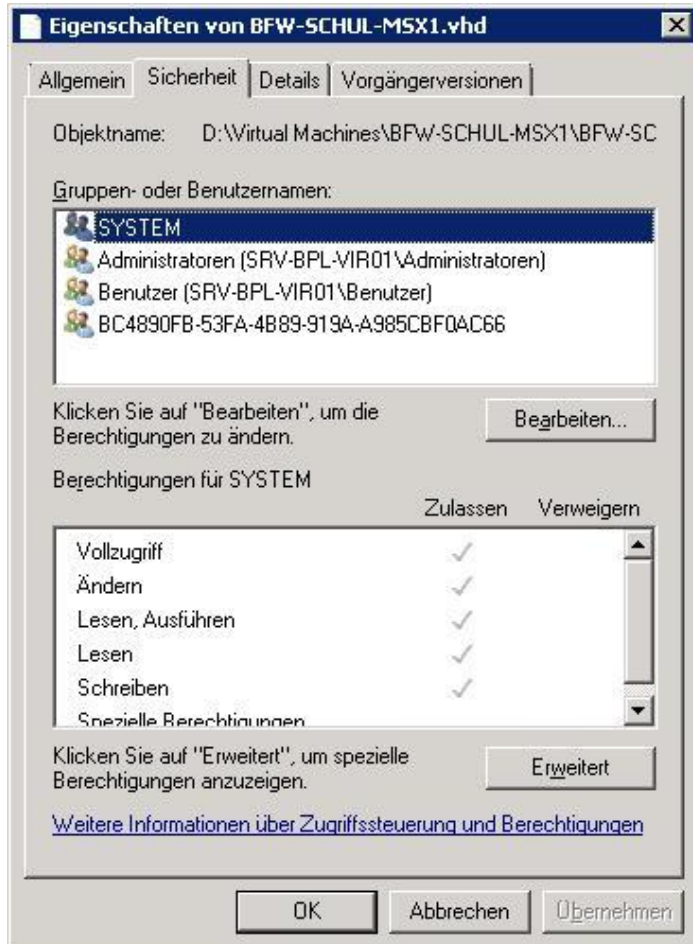 Eigenschaften von BFW-SCHUL-MSX1.vhd
Allgemein Sicherheit Details Vorgängerversionen
Objektname: D:\Virtual Machines\BFW-SCHUL-MSX1\BFW-SC
Gruppen- oder Benutzernamen:
SYSTEM
Administratoren (SRV-BPL-VIR01\Administratoren)
Benutzer (SRV-BPL-VIR01\Benutzer)
BC4890FB-53FA-4B89-919A-A985CBF0AC66
Klicken Sie auf "Bearbeiten", um die
Berechtigungen zu ändern.
Bearbeiten...
Berechtigungen für SYSTEM
Zulassen Verweigern
Vollzugriff
Ändern
Lesen, Ausführen
Lesen
Schreiben
Spezielle Berechtigungen
Klicken Sie auf "Erweitert", um spezielle
Berechtigungen anzuzeigen.
Erweitert
Weitere Informationen über Zugriffssteuerung und Berechtigungen
OK Abbrechen Übernehmen